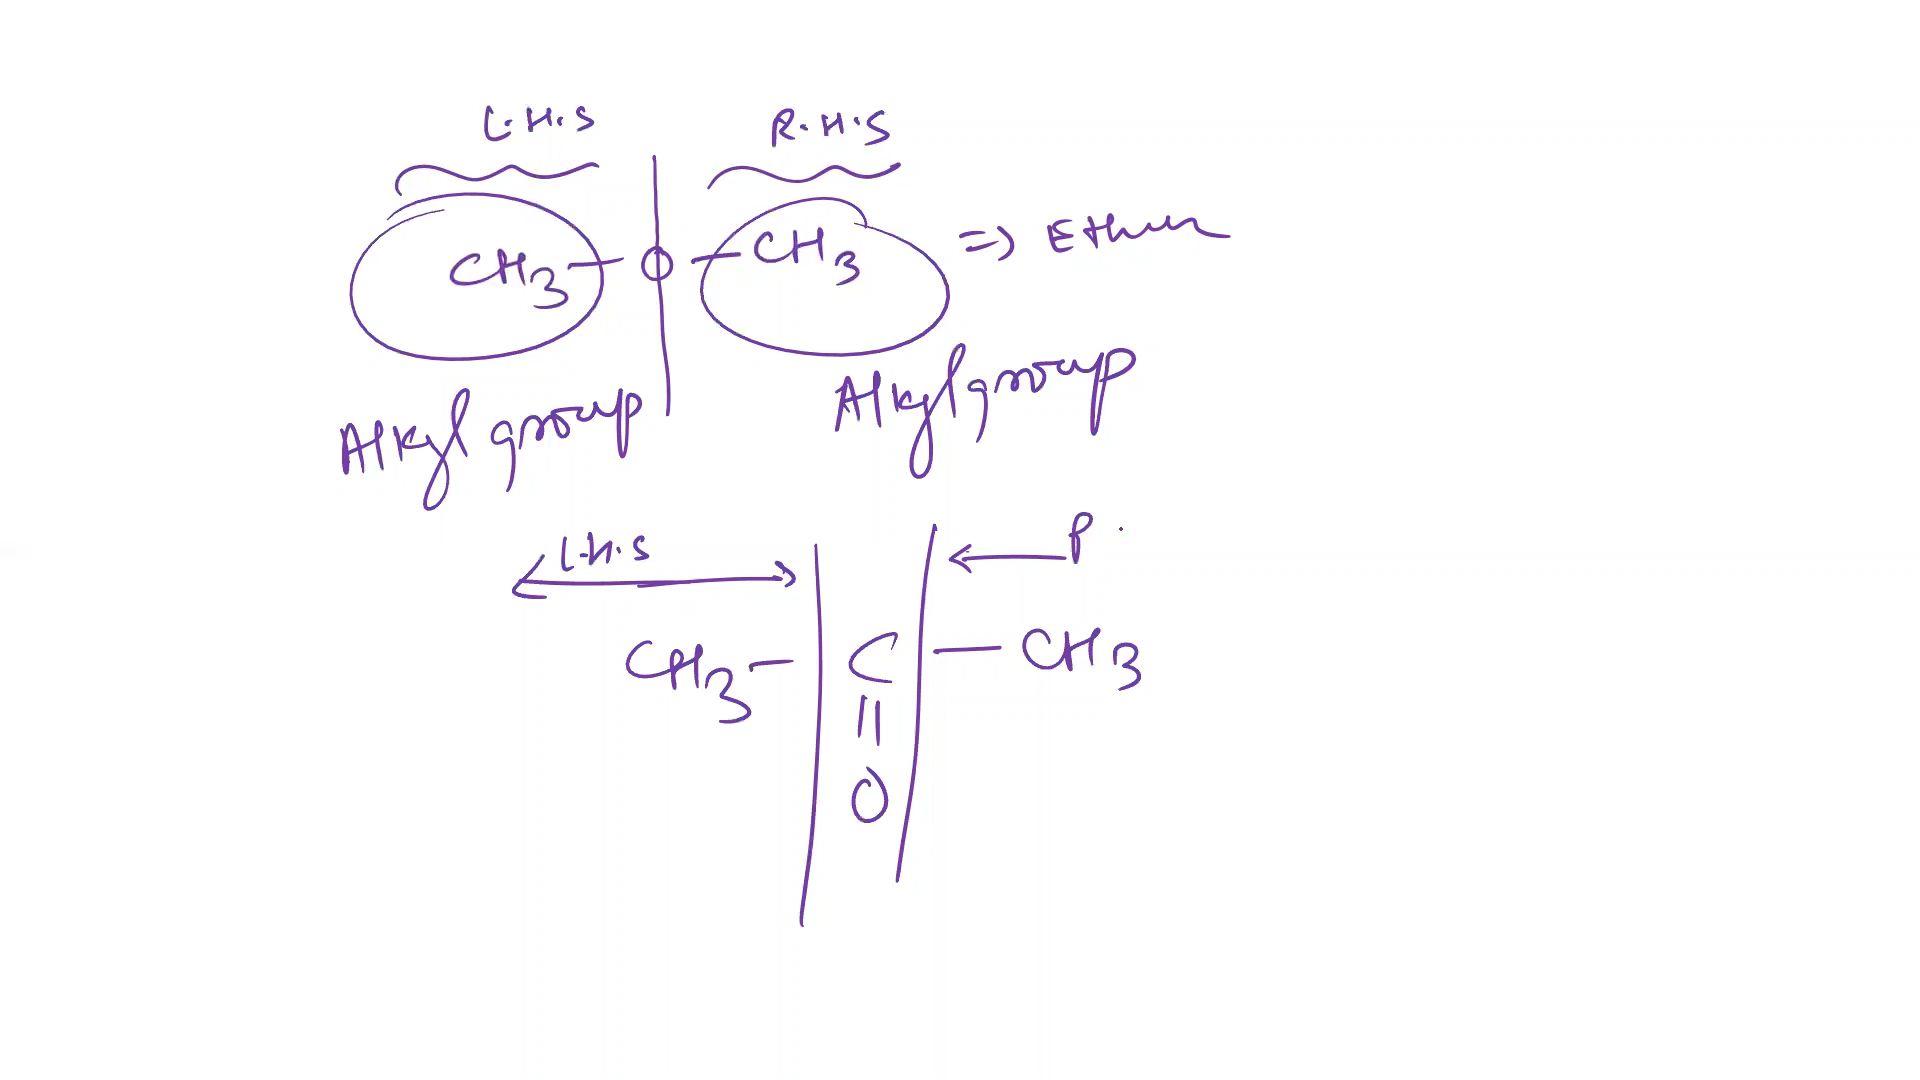 L.H.S R.H.S
CH3 - O - CH3 => Ether
Alkyl group Alkyl group
L.H.S R
CH3 - C - CH3
||
O